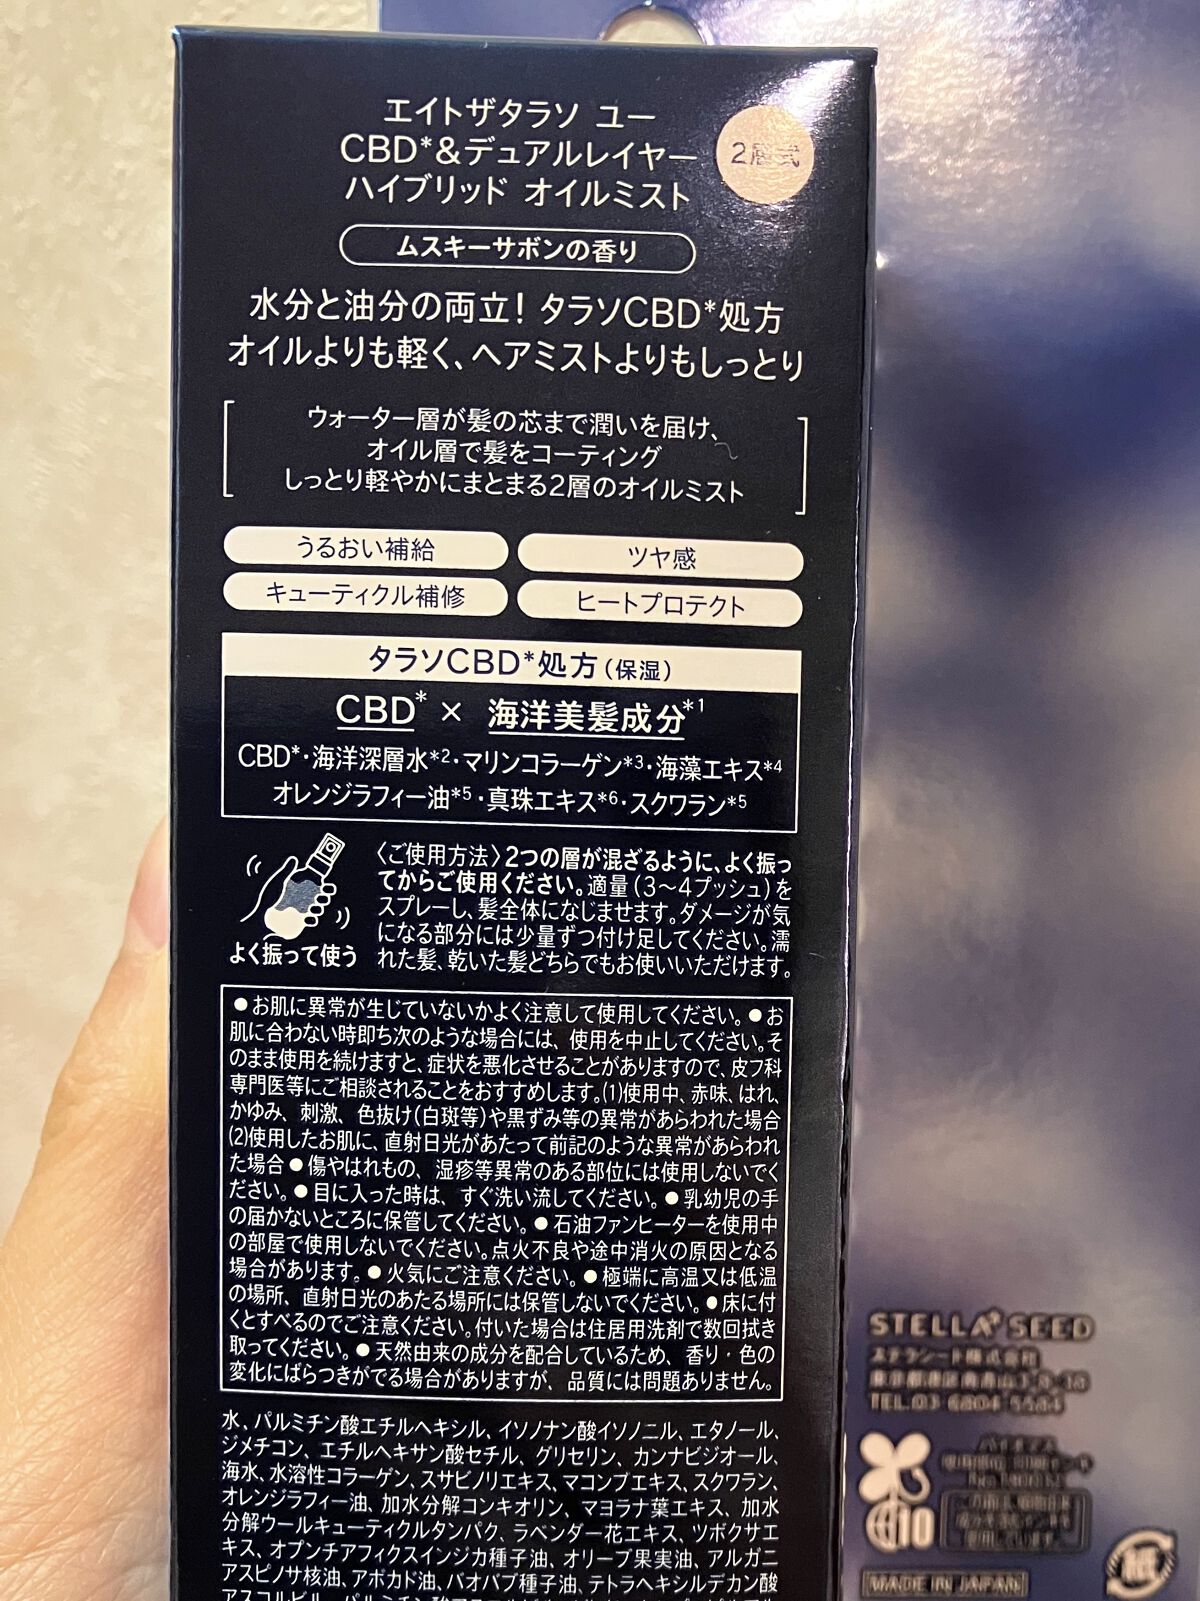 エイトザタラソ ユー
CBD*&デュアルレイヤー
ハイブリッド オイルミスト
2層式
ムスキーサボンの香り
水分と油分の両立! タラソCBD*処方
オイルよりも軽く、ヘアミストよりもしっとり
ウォーター層が髪の芯まで潤いを届け、
オイル層で髪をコーティング
しっとり軽やかにまとまる2層のオイルミスト
うるおい補給
ツヤ感
キューティクル補修
ヒートプロテクト
タラソCBD*処方(保湿)
CBD* × 海洋美髪成分*1
CBD*・海洋深層水*2・マリンコラーゲン*3・海藻エキス*4
オレンジラフィー油*5・真珠エキス*6・スクワラン*5
〈ご使用方法〉2つの層が混ざるように、よく振っ
てからご使用ください。適量(3〜4プッシュ)を
スプレーし、髪全体になじませます。ダメージが気
になる部分には少量ずつ付け足してください。濡
れた髪、乾いた髪どちらでもお使いいただけます。
よく振って使う
●お肌に異常が生じていないかよく注意して使用してください。●お
肌に合わない時即ち次のような場合には、使用を中止してください。そ
のまま使用を続けますと、症状を悪化させることがありますので、皮フ科
専門医等にご相談されることをおすすめします。(1)使用中、赤味、はれ、
かゆみ、刺激、色抜け(白斑等)や黒ずみ等の異常があらわれた場合
(2)使用したお肌に、直射日光があたって前記のような異常があらわれ
た場合●傷やはれもの、湿疹等異常のある部位には使用しないでく
ださい。●目に入った時は、すぐ洗い流してください。●乳幼児の手
の届かないところに保管してください。●石油ファンヒーターを使用中
の部屋で使用しないでください。点火不良や途中消火の原因となる
場合があります。●火気にご注意ください。●極端に高温又は低温
の場所、直射日光のあたる場所には保管しないでください。●床に付
くとすべるのでご注意ください。付いた場合は住居用洗剤で数回拭き
取ってください。●天然由来の成分を配合しているため、香り・色の
変化にばらつきがでる場合がありますが、品質には問題ありません。
水、パルミチン酸エチルヘキシル、イソノナン酸イソノニル、エタノール、
ジメチコン、エチルヘキサン酸セチル、グリセリン、カンナビジオール、
海水、水溶性コラーゲン、スサビノリエキス、マコンブエキス、スクワラン、
オレンジラフィー油、加水分解コンキオリン、マヨラナ葉エキス、加水
分解ウールキューティクルタンパク、ラベンダー花エキス、ツボクサエ
キス、オプンチアフィクスインジカ種子油、オリーブ果実油、アルガニ
アスピノサ核油、アボカド油、バオバブ種子油、テトラヘキシルデカン酸
STELLA SEED
ステラシード株式会社
TEL.03 6804 5584
バイオマス
10
MADE IN JAPAN
紙